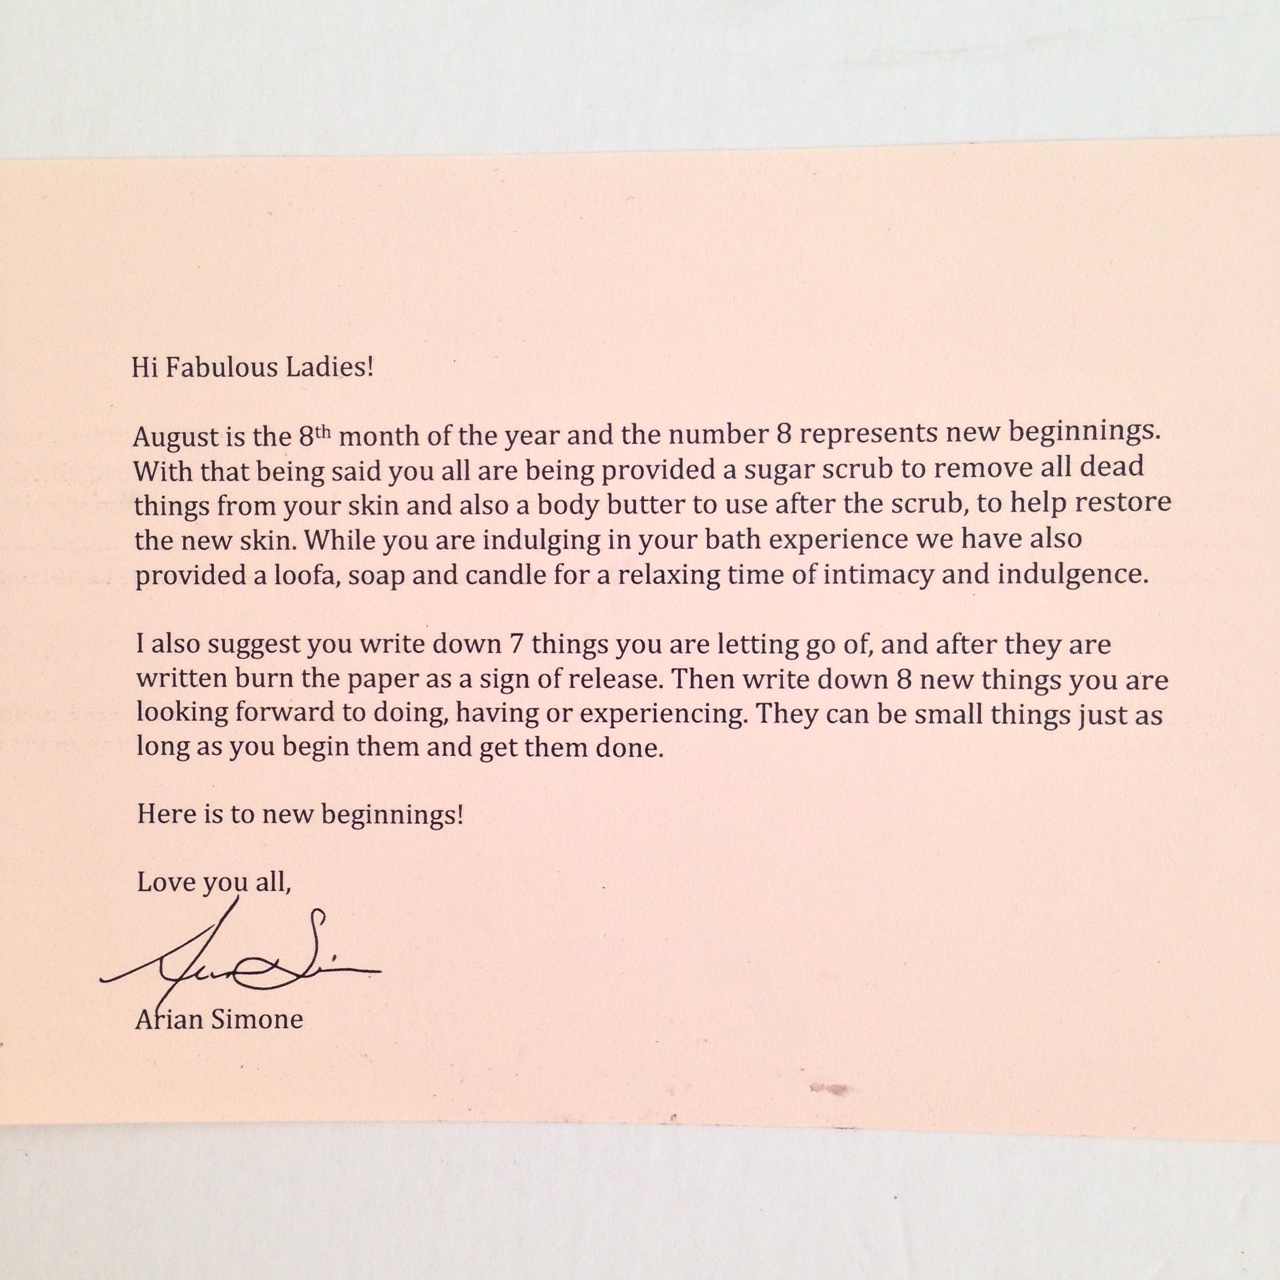 Hi Fabulous Ladies!
August is the 8th month of the year and the number 8 represents new beginnings.
With that being said you all are being provided a sugar scrub to remove all dead
things from your skin and also a body butter to use after the scrub, to help restore
the new skin. While you are indulging in your bath experience we have also
provided a loofa, soap and candle for a relaxing time of intimacy and indulgence.
I also suggest you write down 7 things you are letting go of, and after they are
written burn the paper as a sign of release. Then write down 8 new things you are
looking forward to doing, having or experiencing. They can be small things just as
long as you begin them and get them done.
Here is to new beginnings!
Love you all,
Arian Simone